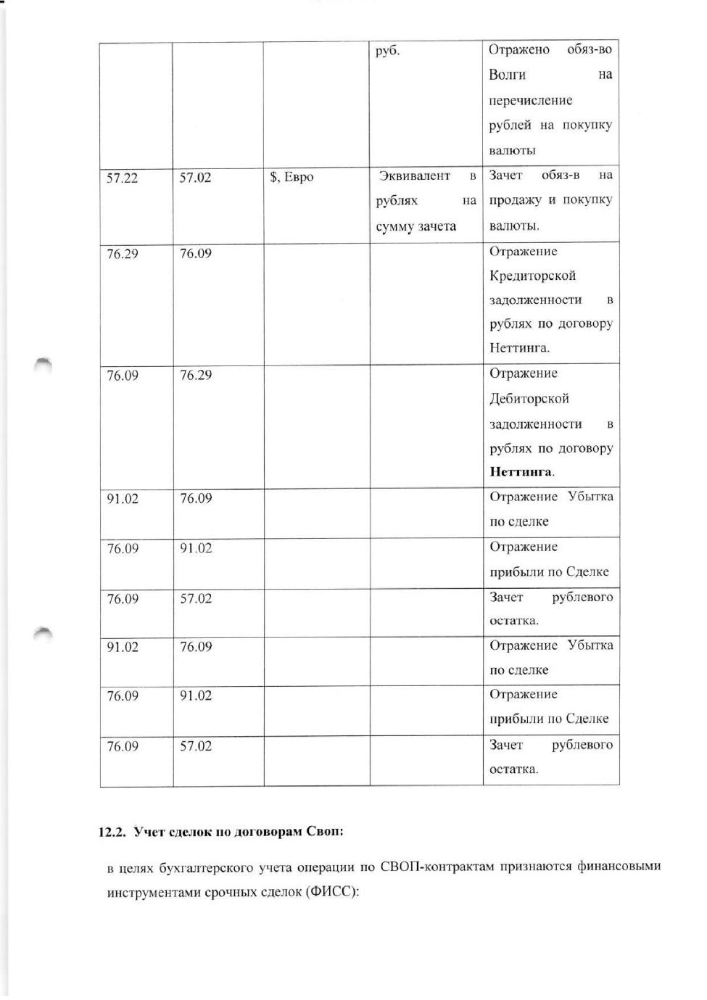 руб. Отражено обяз-во
Волги на
перечисление
рублей на покупку
валюты
57.22 57.02 $, Евро Эквивалент в Зачет обяз-в на
рублях на продажу и покупку
сумму зачета валюты.
76.29 76.09 Отражение
Кредиторской
задолженности в
рублях по договору
Неттинга.
76.09 76.29 Отражение
Дебиторской
задолженности в
рублях по договору
Неттинга.
91.02 76.09 Отражение Убытка
по сделке
76.09 91.02 Отражение
прибыли по Сделке
76.09 57.02 Зачет рублевого
остатка.
91.02 76.09 Отражение Убытка
по сделке
76.09 91.02 Отражение
прибыли по Сделке
76.09 57.02 Зачет рублевого
остатка.
12.2. Учет сделок по договорам Своп:
в целях бухгалтерского учета операции по СВОП-контрактам признаются финансовыми
инструментами срочных сделок (ФИСС):